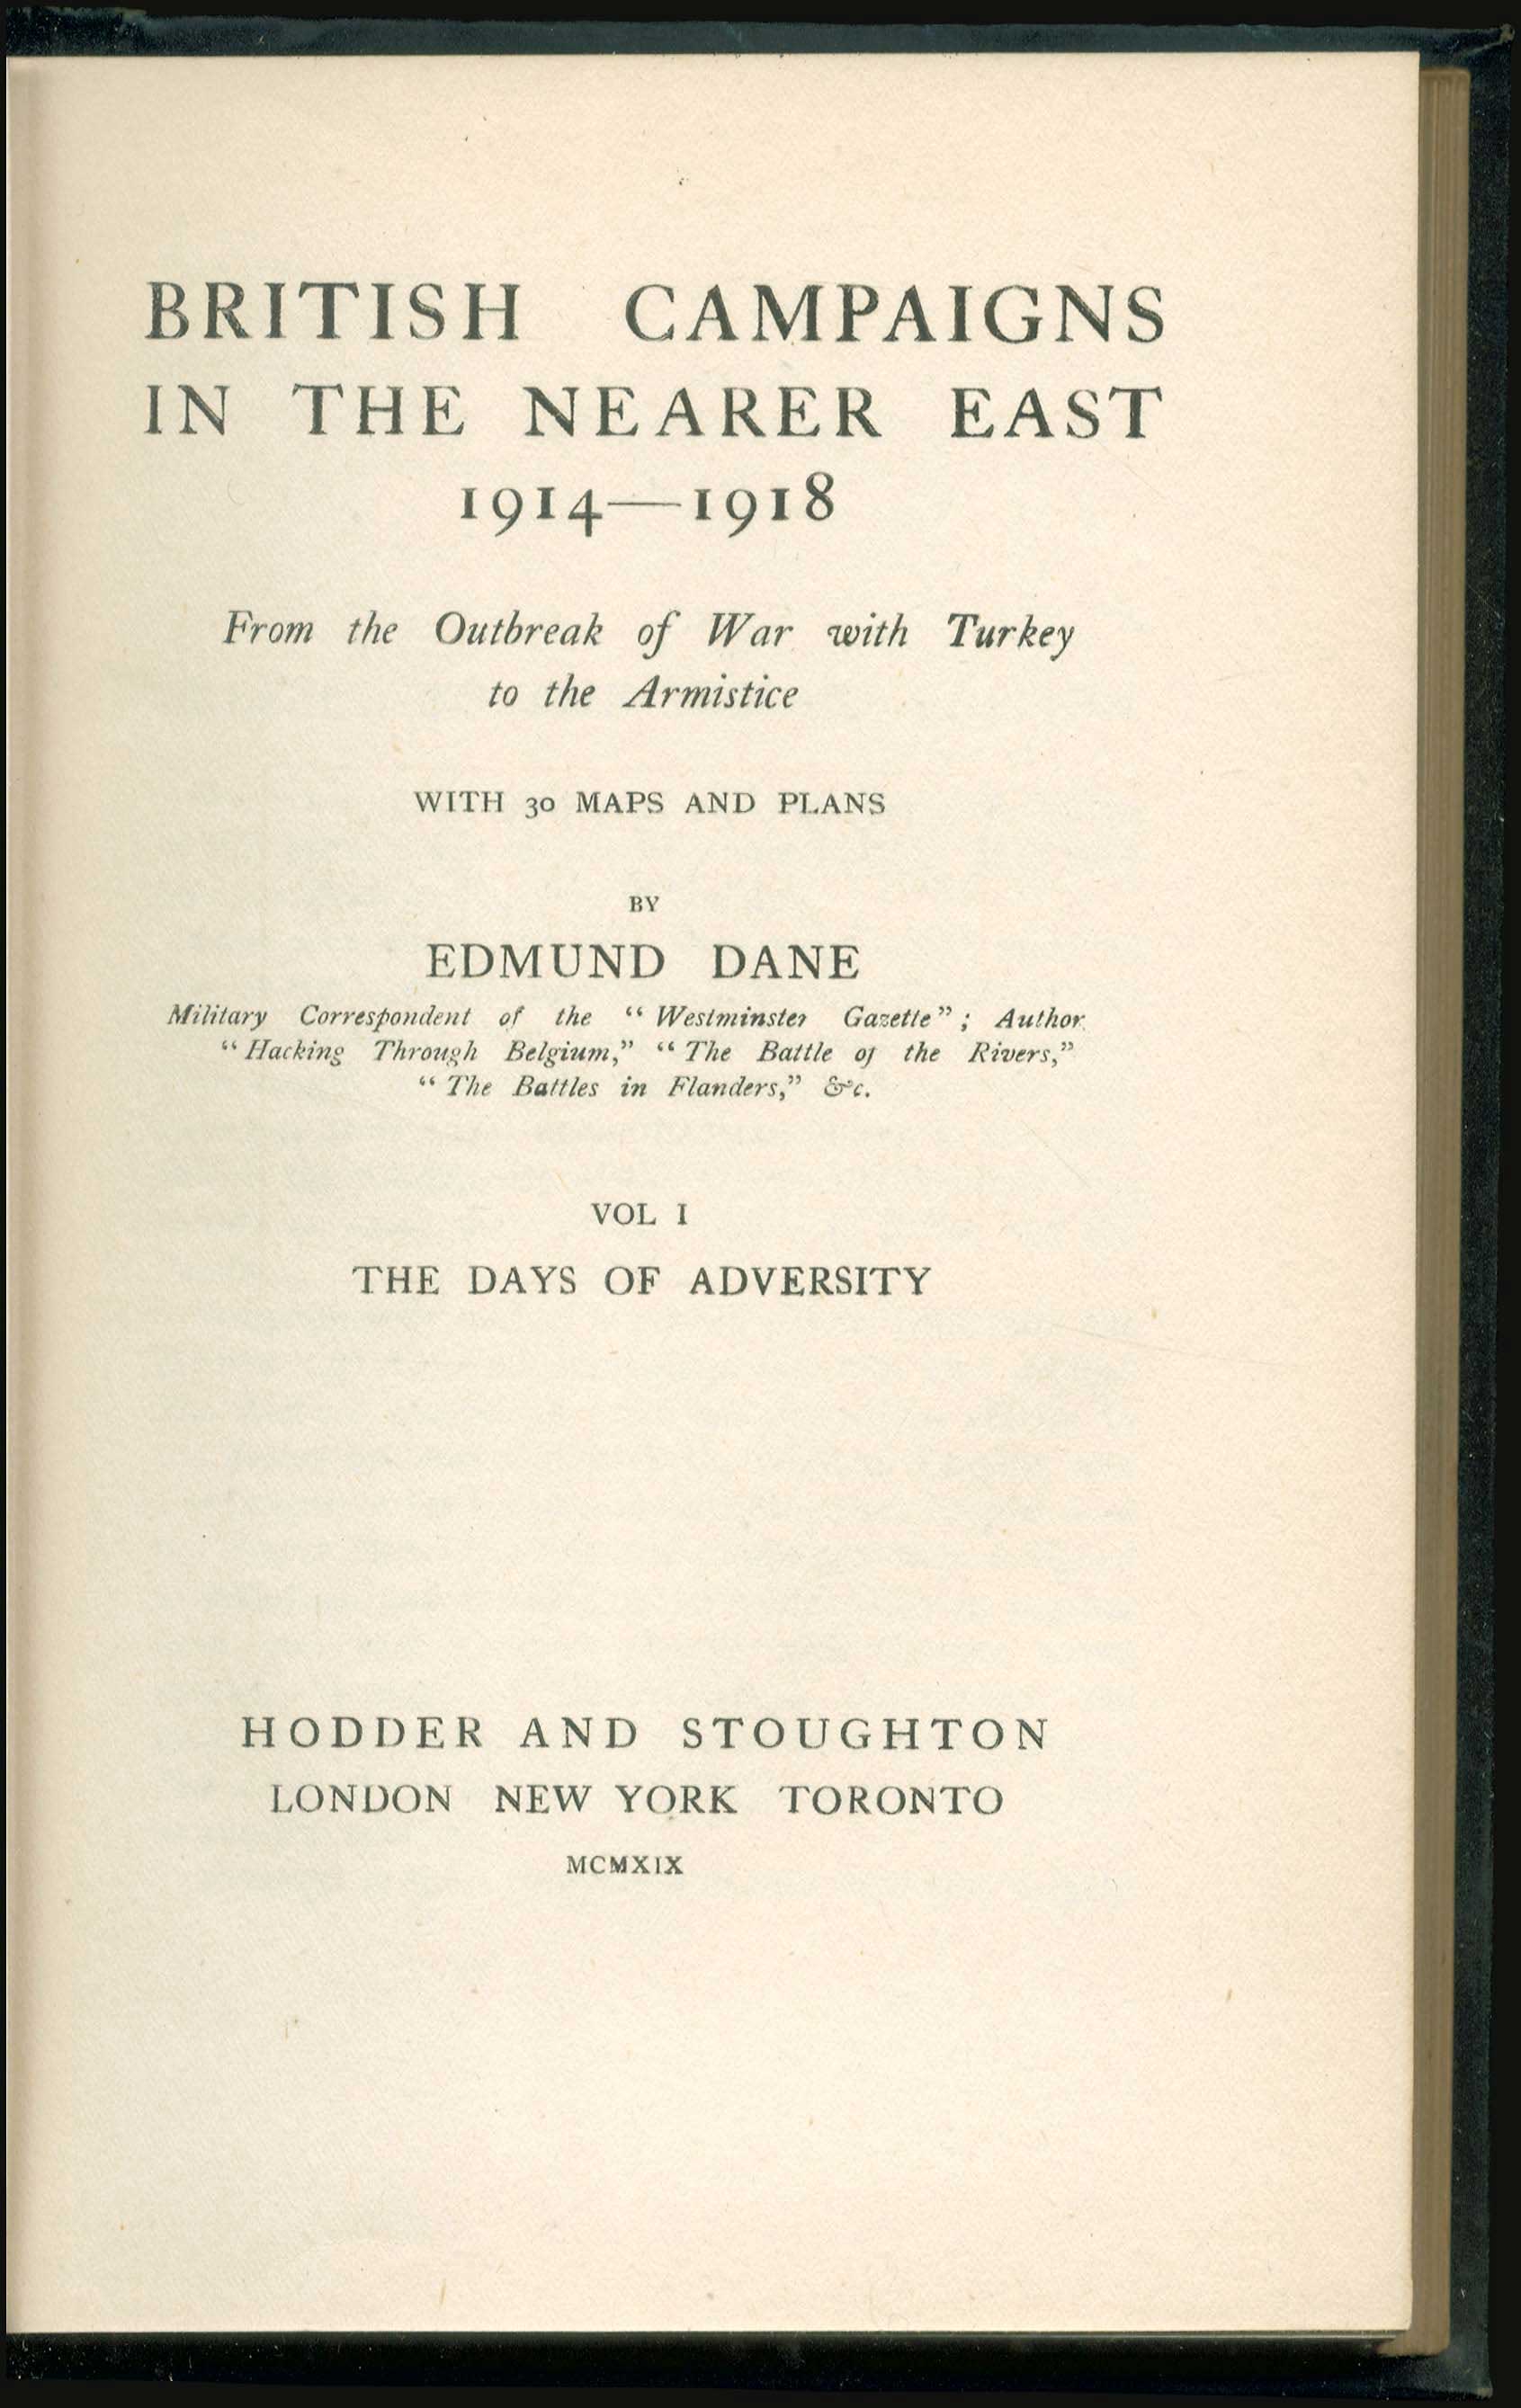 BRITISH CAMPAIGNS
IN THE NEARER EAST
1914—1918
From the Outbreak of War with Turkey
to the Armistice
WITH 30 MAPS AND PLANS
BY
EDMUND DANE
Military Correspondent of the “Westminster Gazette”; Author
“Hacking Through Belgium,” “The Battle of the Rivers,”
“The Battles in Flanders,” &c.
VOL I
THE DAYS OF ADVERSITY
HODDER AND STOUGHTON
LONDON NEW YORK TORONTO
MCMXIX